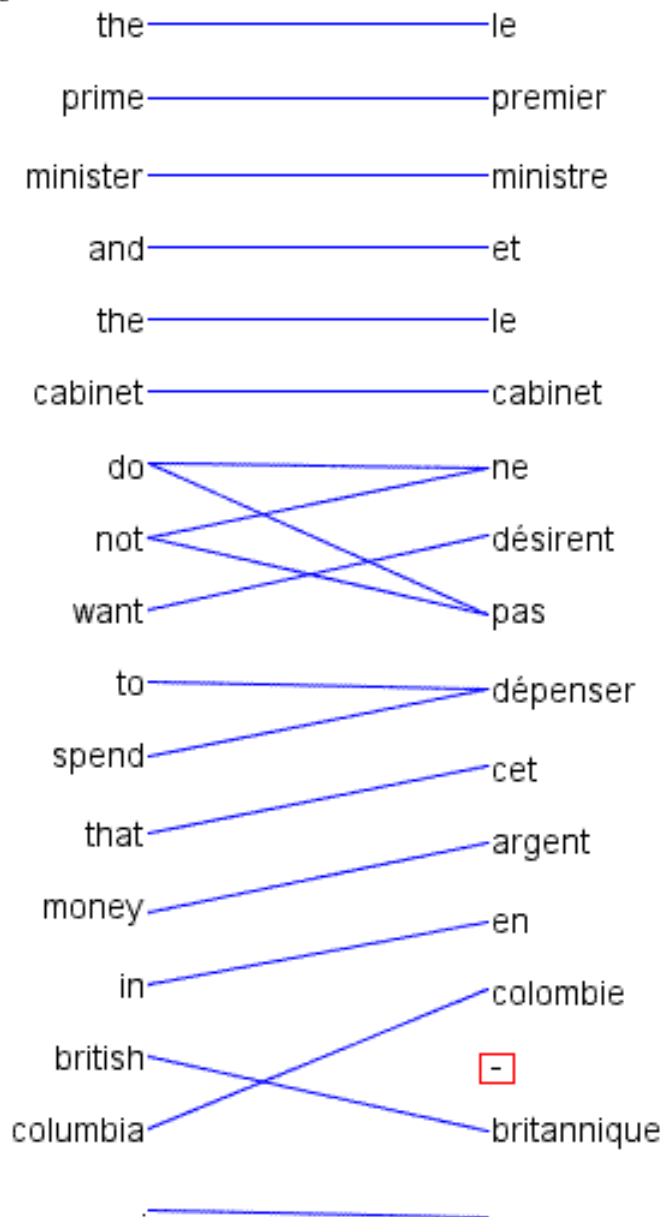 the le
prime premier
minister ministre
and et
the le
cabinet cabinet
do ne
not désirent
want pas
to dépenser
spend cet
that argent
money en
in colombie
british -
columbia britannique
.